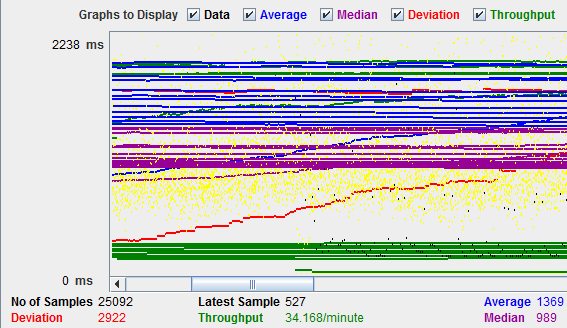 Graphs to Display Data Average Median Deviation Throughput
2238 ms
0 ms
No of Samples 25092 Latest Sample 527 Average 1369
Deviation 2922 Throughput 34.168/minute Median 989